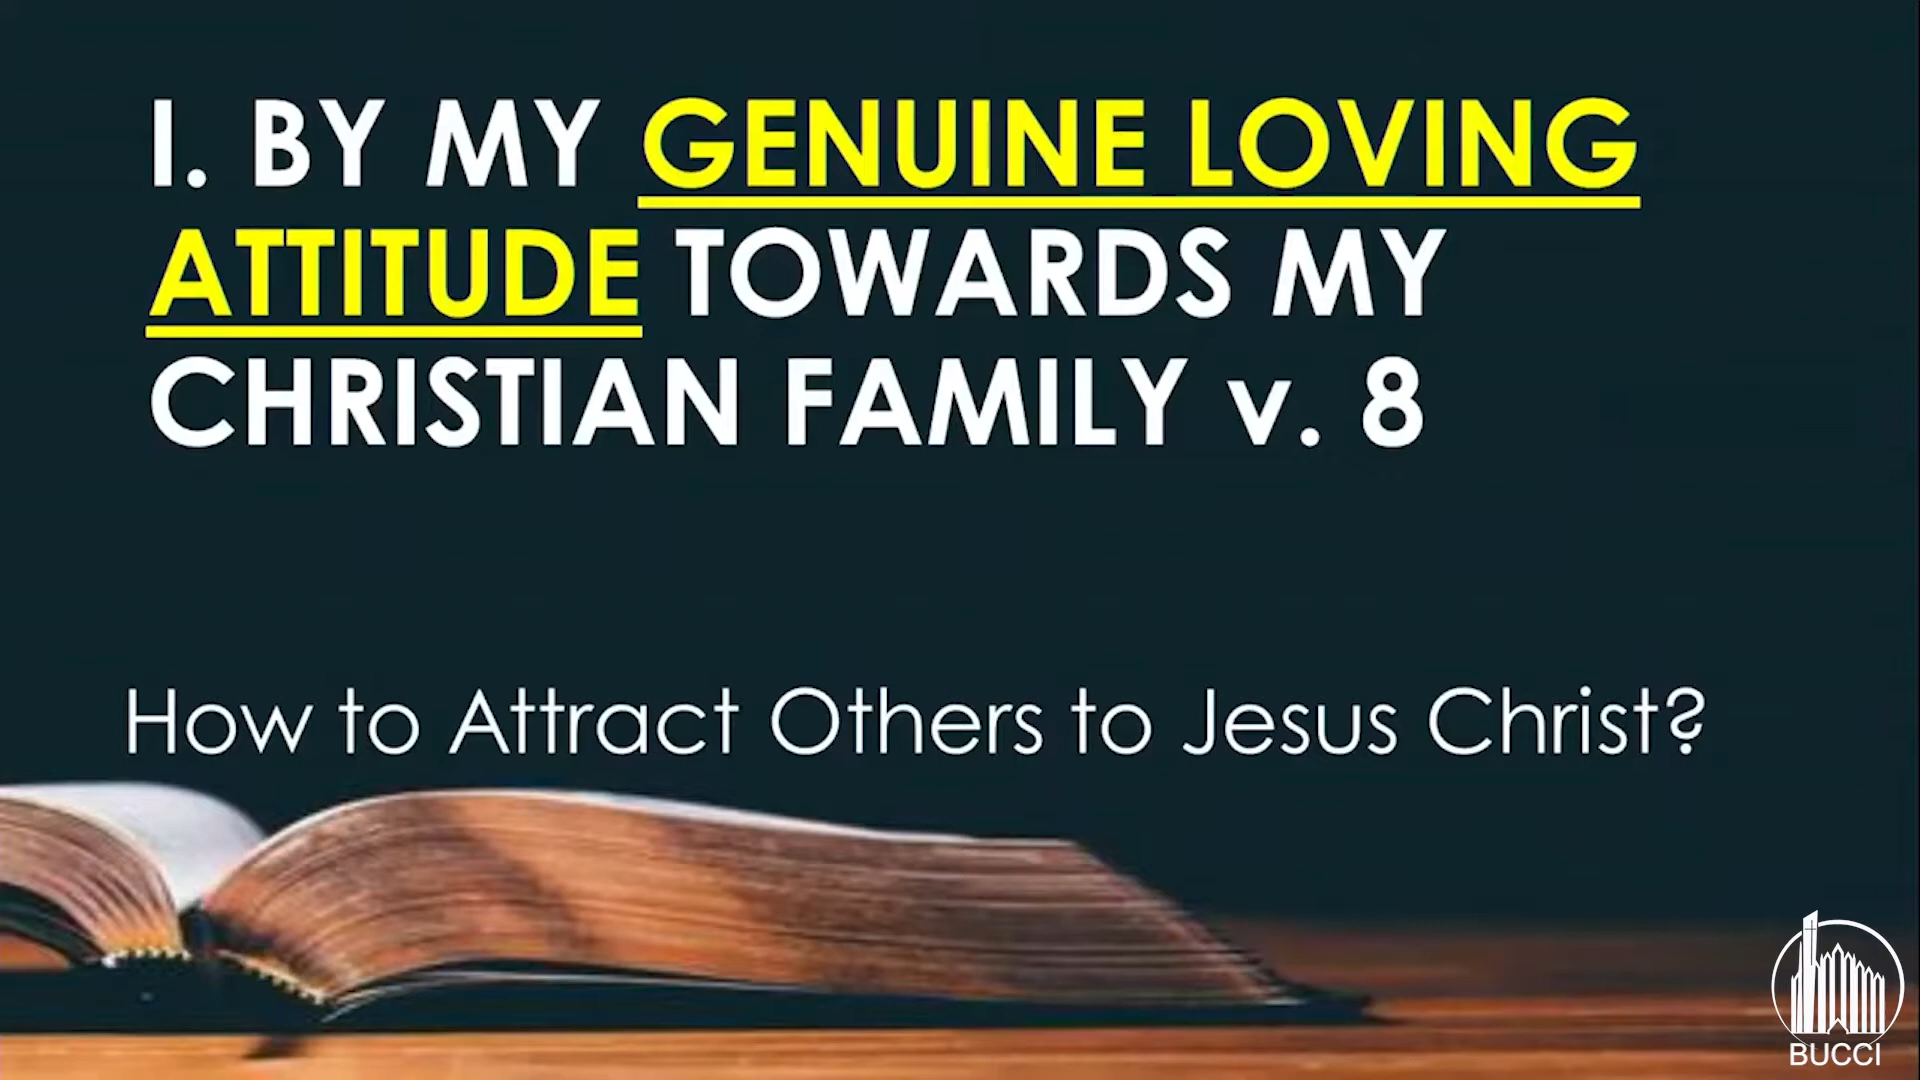 I. BY MY GENUINE LOVING
ATTITUDE TOWARDS MY
CHRISTIAN FAMILY v. 8
How to Attract Others to Jesus Christ?
BUCCI